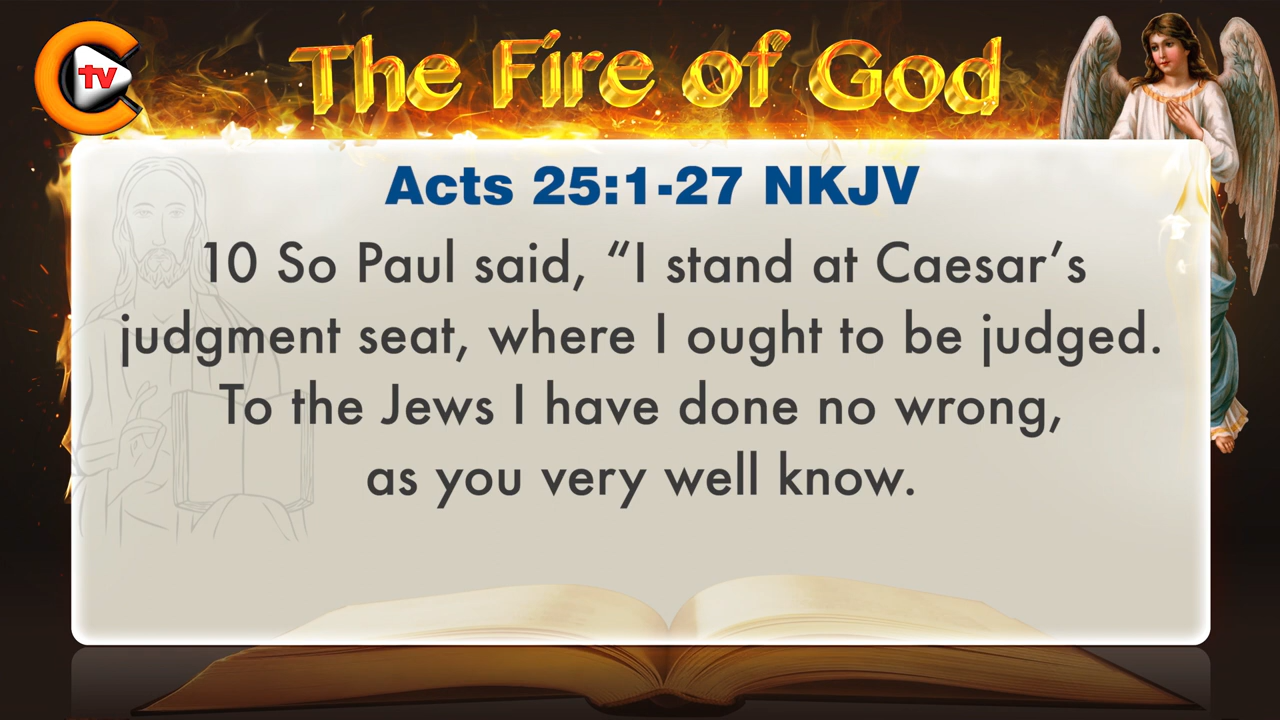 tv
The Fire of God
Acts 25:1-27 NKJV
10 So Paul said, “I stand at Caesar’s
judgment seat, where I ought to be judged.
To the Jews I have done no wrong,
as you very well know.